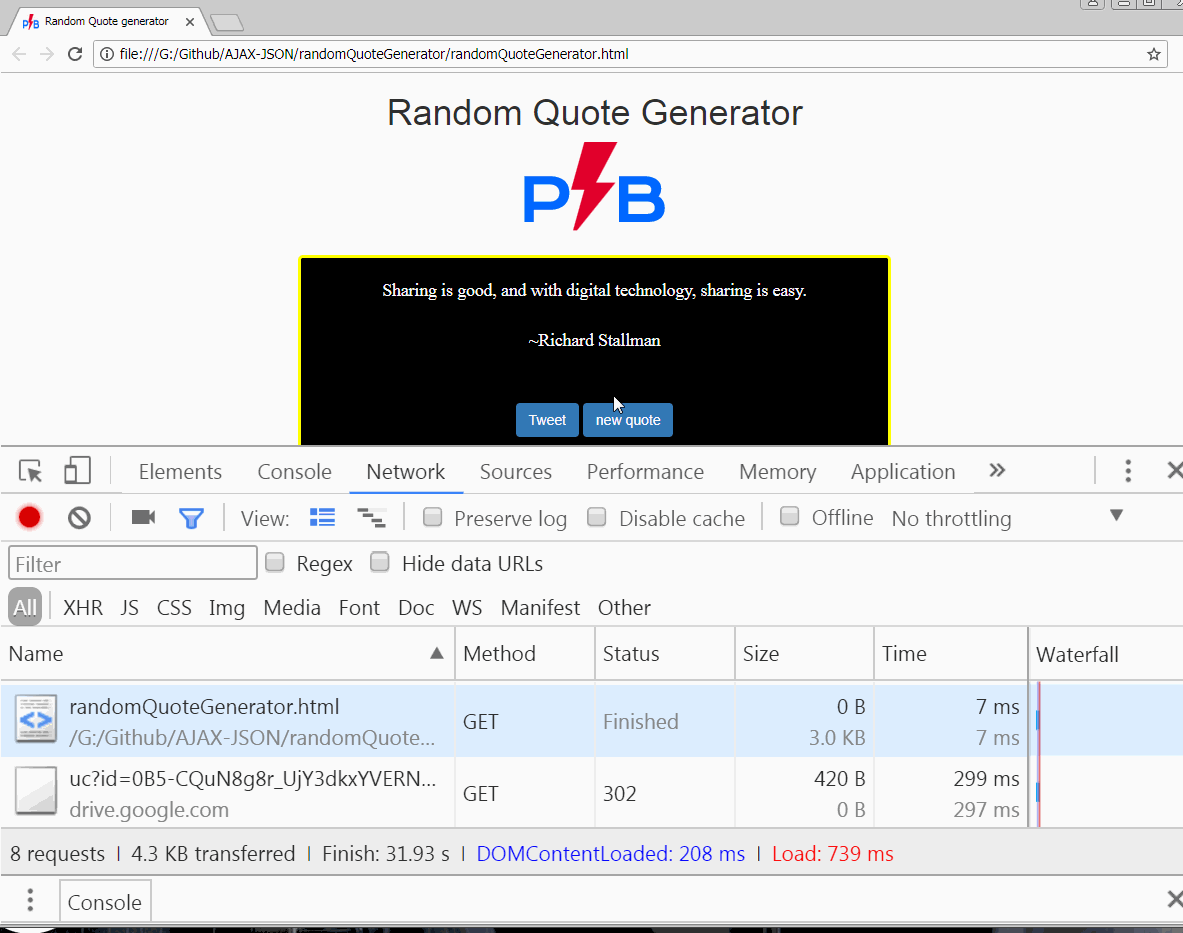 Random Quote generator
file:///G:/Github/AJAX-JSON/randomQuoteGenerator/randomQuoteGenerator.html
Random Quote Generator
P B
Sharing is good, and with digital technology, sharing is easy.
~Richard Stallman
Tweet new quote
Elements Console Network Sources Performance Memory Application
View: Preserve log Disable cache Offline No throttling
Filter Regex Hide data URLs
All XHR JS CSS Img Media Font Doc WS Manifest Other
Name Method Status Size Time Waterfall
randomQuoteGenerator.html GET Finished 0 B 7 ms
/G:/Github/AJAX-JSON/randomQuote... 3.0 KB 7 ms
uc?id=0B5-CQuN8g8r_UjY3dkxYVERN... GET 302 420 B 299 ms
drive.google.com 0 B 297 ms
8 requests | 4.3 KB transferred | Finish: 31.93 s | DOMContentLoaded: 208 ms | Load: 739 ms
Console